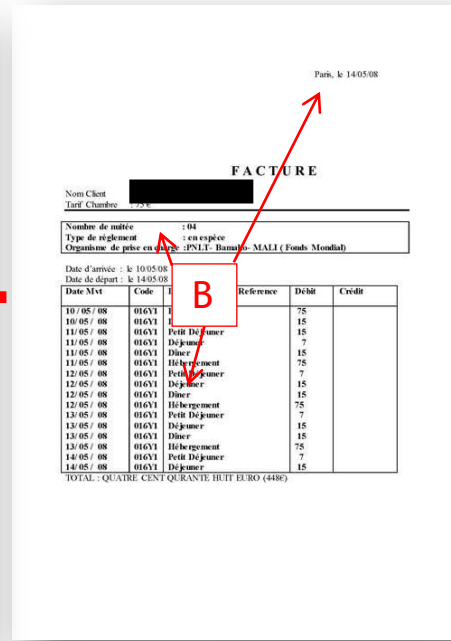 Paris, le 14/05/08
FACTURE
Nom Client
Tarif Chambre : 75 €
Nombre de nuitée : 04
Type de règlement : en espèce
Organisme de prise en charge :PNLT- Bamako- MALI ( Fonds Mondial)
Date d'arrivée : le 10/05/08
Date de départ : le 14/05/08
B
Date Mvt Code Reference Débit Crédit
10 / 05 / 08 016Y1 75
10/ 05 / 08 016Y1 15
11/ 05 / 08 016Y1 Petit Déjeuner 15
11/ 05 / 08 016Y1 Déjeuner 7
11/ 05 / 08 016Y1 Diner 15
11/ 05 / 08 016Y1 Hébergement 75
12/ 05 / 08 016Y1 Petit Déjeuner 7
12/ 05 / 08 016Y1 Déjeuner 15
12/ 05 / 08 016Y1 Diner 15
12/ 05 / 08 016Y1 Hébergement 75
13/ 05 / 08 016Y1 Petit Déjeuner 7
13/ 05 / 08 016Y1 Déjeuner 15
13/ 05 / 08 016Y1 Diner 15
13/ 05 / 08 016Y1 Hébergement 75
14/ 05 / 08 016Y1 Petit Déjeuner 7
14/ 05 / 08 016Y1 Déjeuner 15
TOTAL : QUATRE CENT QURANTE HUIT EURO (448€)